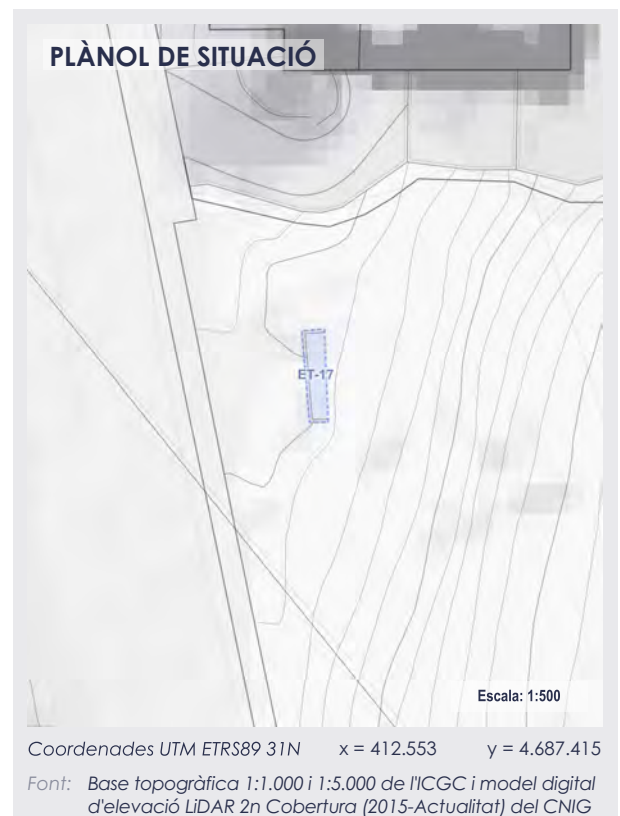 PLÀNOL DE SITUACIÓ
ET-17
Escala: 1:500
Coordenades UTM ETRS89 31N x = 412.553 y = 4.687.415
Font: Base topogràfica 1:1.000 i 1:5.000 de l'ICGC i model digital
d'elevació LiDAR 2n Cobertura (2015-Actualitat) del CNIG